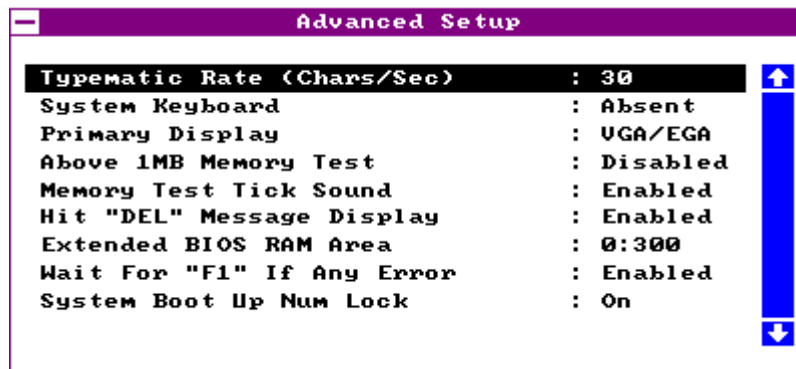 Advanced Setup
Typematic Rate (Chars/Sec) : 30
System Keyboard : Absent
Primary Display : VGA/EGA
Above 1MB Memory Test : Disabled
Memory Test Tick Sound : Enabled
Hit "DEL" Message Display : Enabled
Extended BIOS RAM Area : 0:300
Wait For "F1" If Any Error : Enabled
System Boot Up Num Lock : On